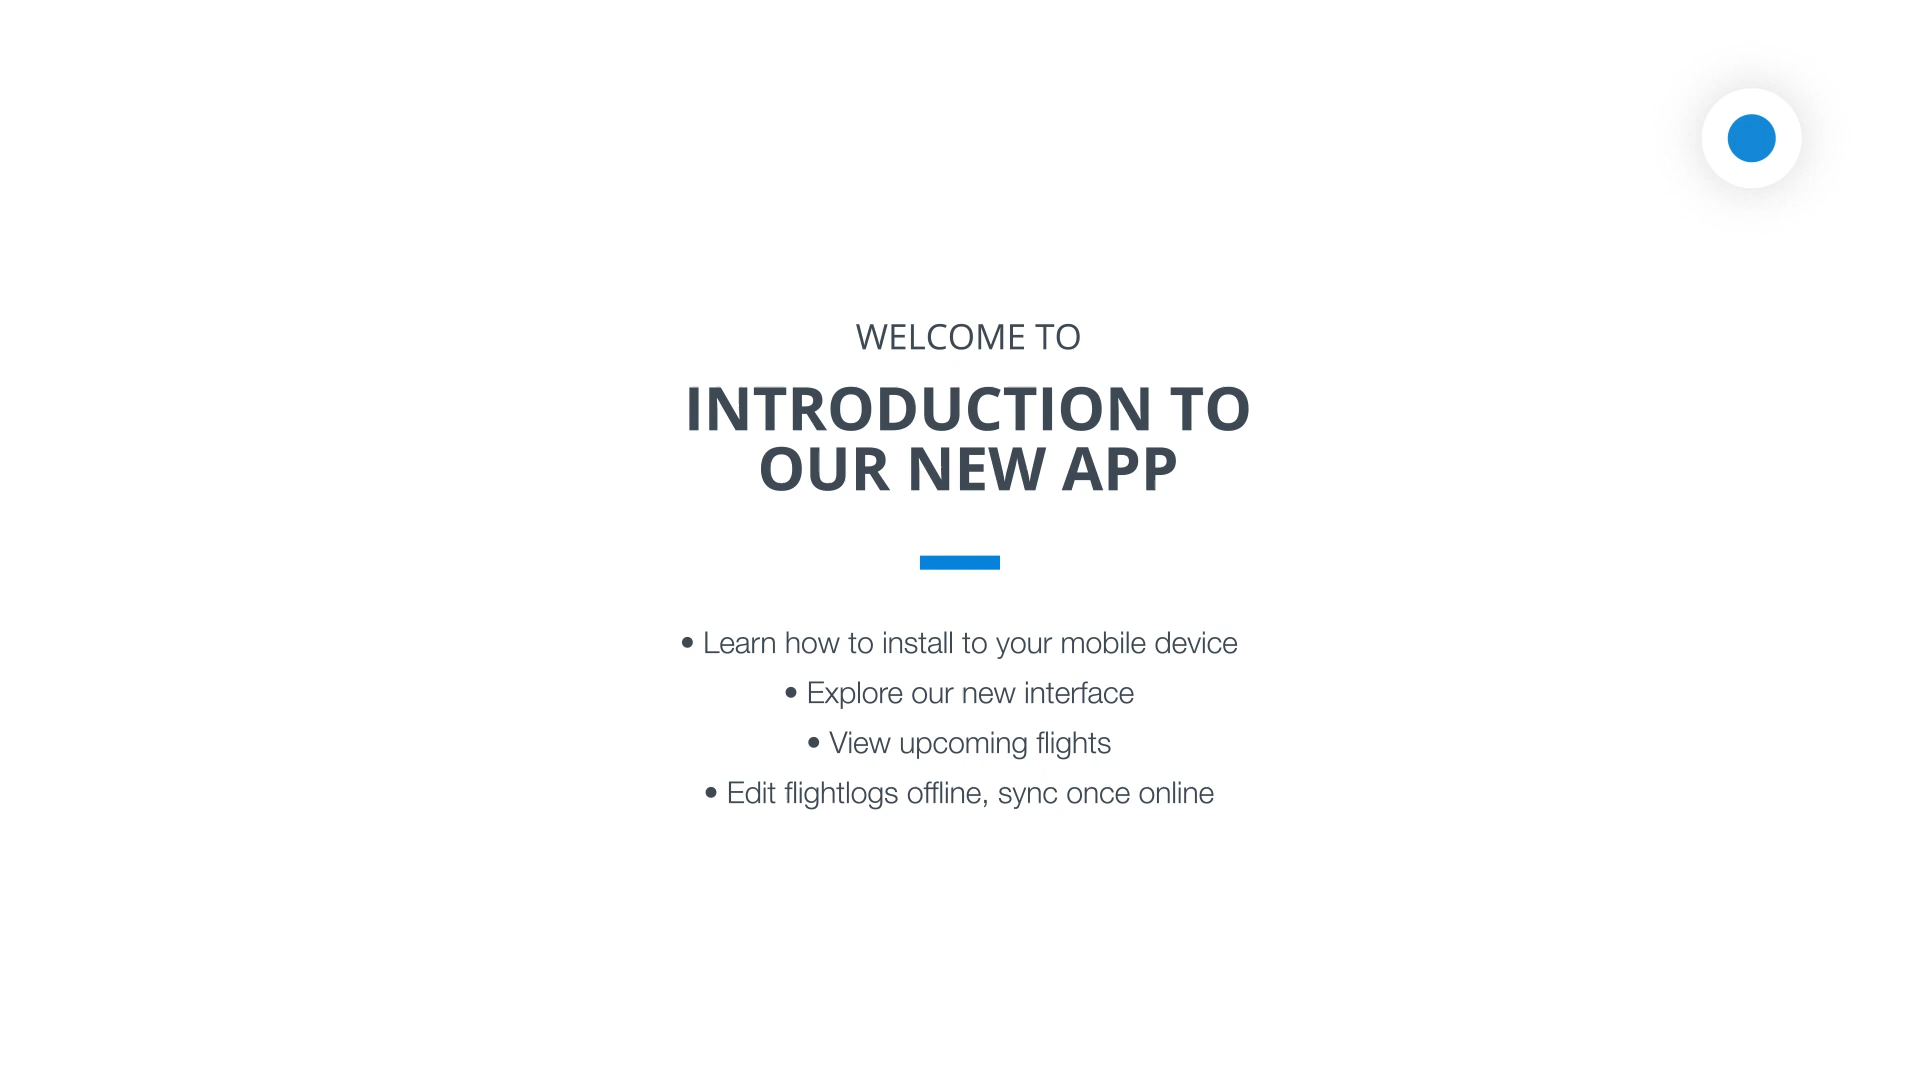 WELCOME TO
INTRODUCTION TO
OUR NEW APP
• Learn how to install to your mobile device
• Explore our new interface
• View upcoming flights
• Edit flightlogs offline, sync once online